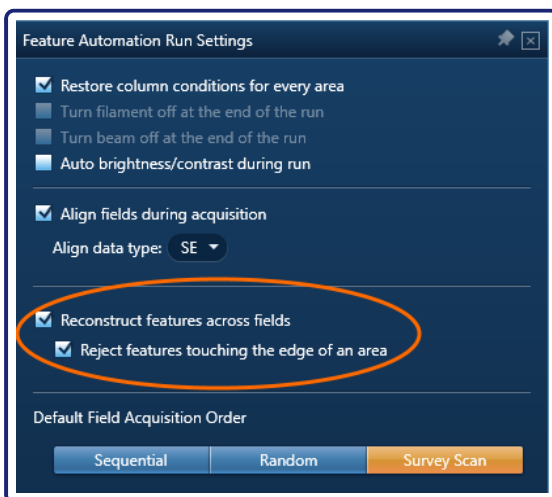 Feature Automation Run Settings
Restore column conditions for every area
Turn filament off at the end of the run
Turn beam off at the end of the run
Auto brightness/contrast during run
Align fields during acquisition
Align data type: SE
Reconstruct features across fields
Reject features touching the edge of an area
Default Field Acquisition Order
Sequential Random Survey Scan